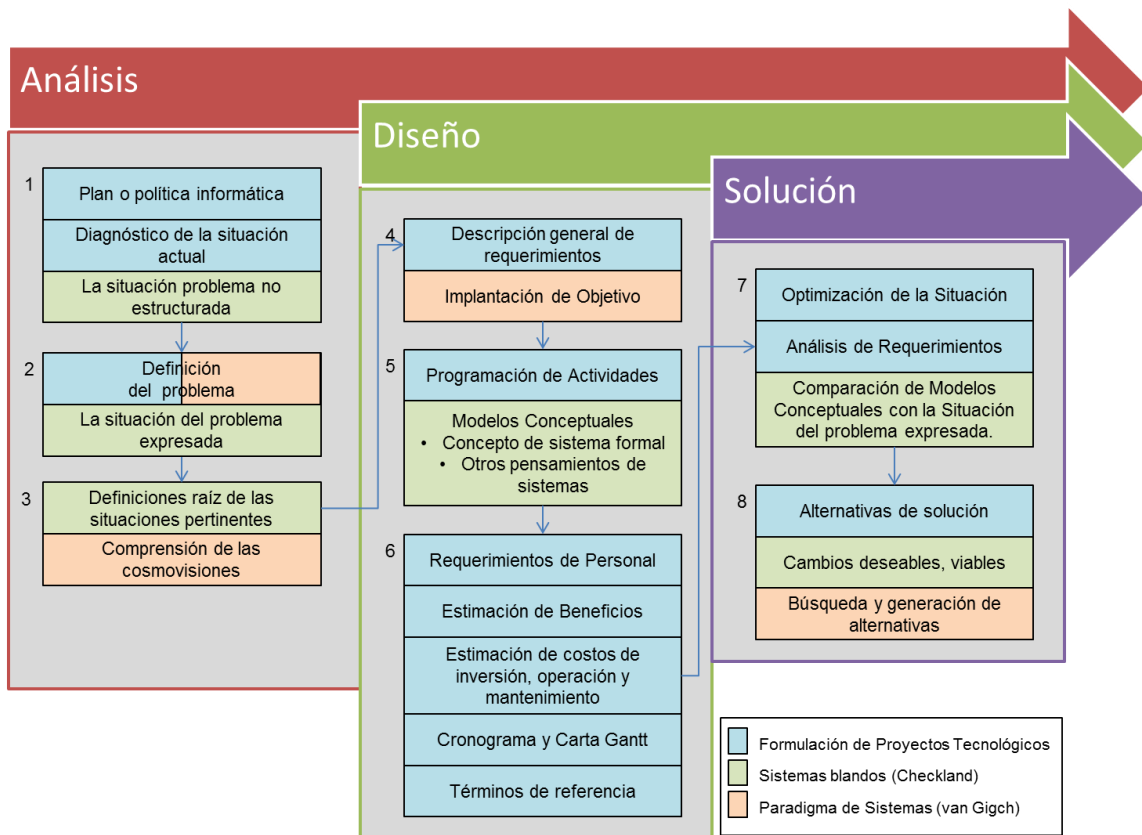 Análisis
Diseño
Solución
1
Plan o política informática
Diagnóstico de la situación
actual
La situación problema no
estructurada
2
Definición
del problema
La situación del problema
expresada
3
Definiciones raíz de las
situaciones pertinentes
Comprensión de las
cosmovisiones
4
Descripción general de
requerimientos
Implantación de Objetivo
5
Programación de Actividades
Modelos Conceptuales
• Concepto de sistema formal
• Otros pensamientos de
sistemas
6
Requerimientos de Personal
Estimación de Beneficios
Estimación de costos de
inversión, operación y
mantenimiento
Cronograma y Carta Gantt
Términos de referencia
7
Optimización de la Situación
Análisis de Requerimientos
Comparación de Modelos
Conceptuales con la Situación
del problema expresada.
8
Alternativas de solución
Cambios deseables, viables
Búsqueda y generación de
alternativas
Formulación de Proyectos Tecnológicos
Sistemas blandos (Checkland)
Paradigma de Sistemas (van Gigch)